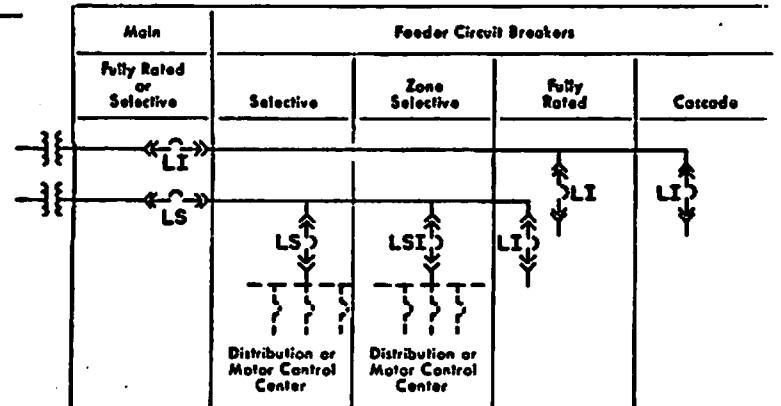 Main
Feeder Circuit Breakers
Fully Rated
or
Selective
Selective
Zone
Selective
Fully
Rated
Cascade
LI
LI
LI
LS
LS
LSI
LI
Distribution or
Motor Control
Center
Distribution or
Motor Control
Center